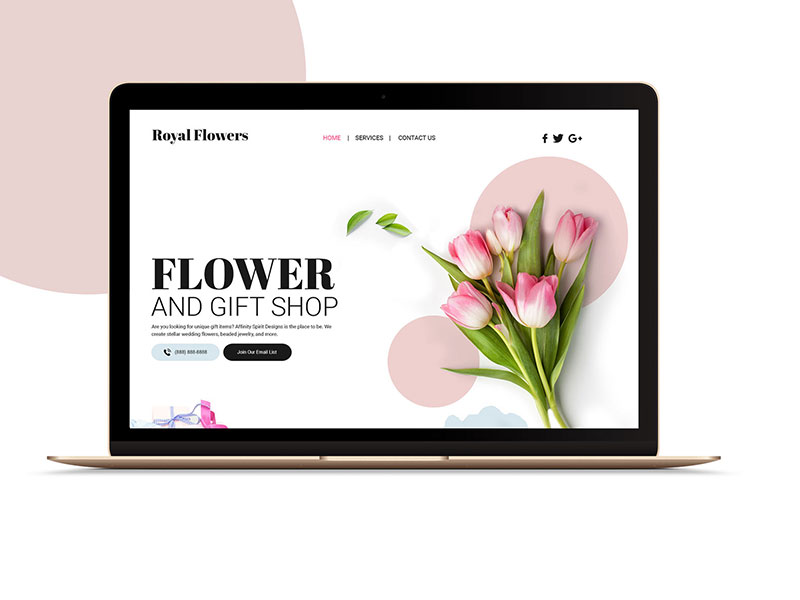 Royal Flowers
HOME | SERVICES | CONTACT US
f G+
FLOWER
AND GIFT SHOP
Are you looking for unique gift items? Affinity Spirit Designs is the place to be. We
create stellar wedding flowers, beaded jewelry, and more.
(888) 888-8888
Join Our Email List